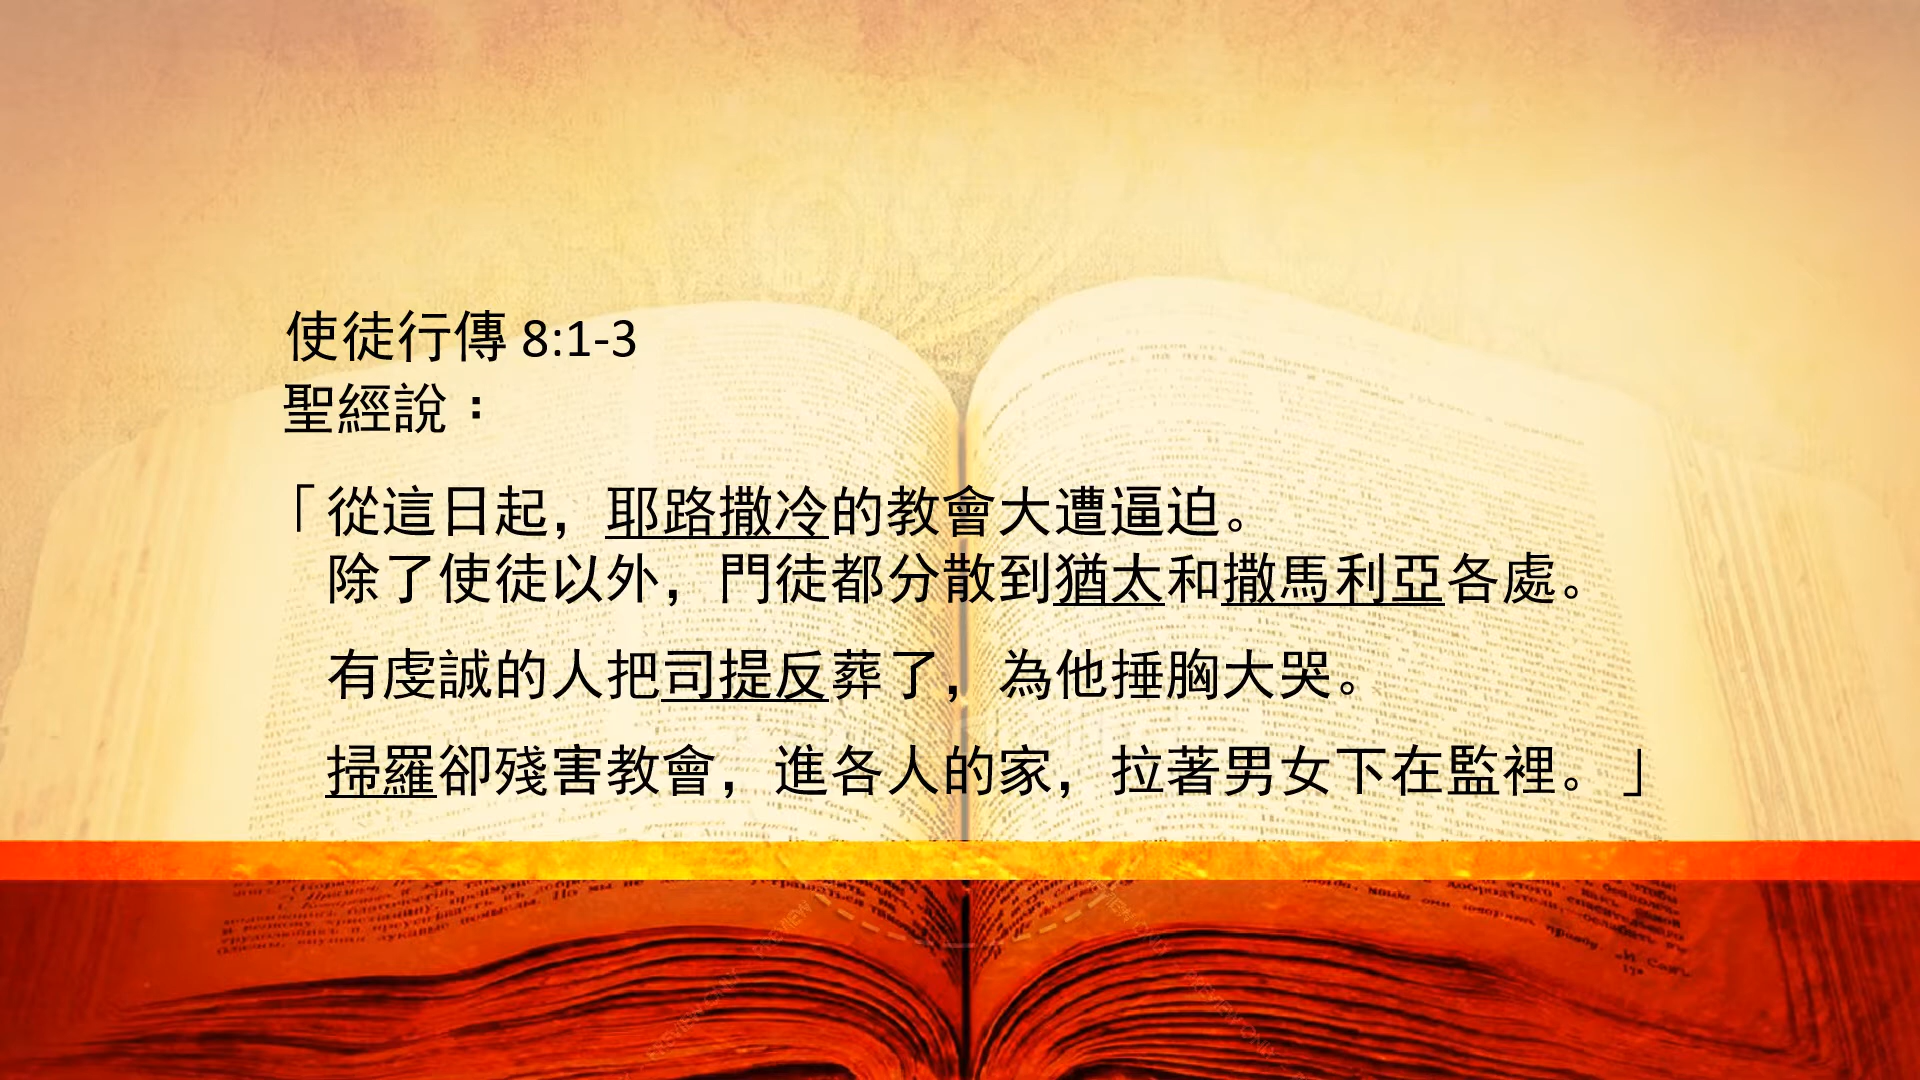 使徒行傳 8:1-3
聖經說：
「從這日起，耶路撒冷的教會大遭逼迫。
除了使徒以外，門徒都分散到猶太和撒馬利亞各處。
有虔誠的人把司提反葬了，為他捶胸大哭。
掃羅卻殘害教會，進各人的家，拉著男女下在監裡。」